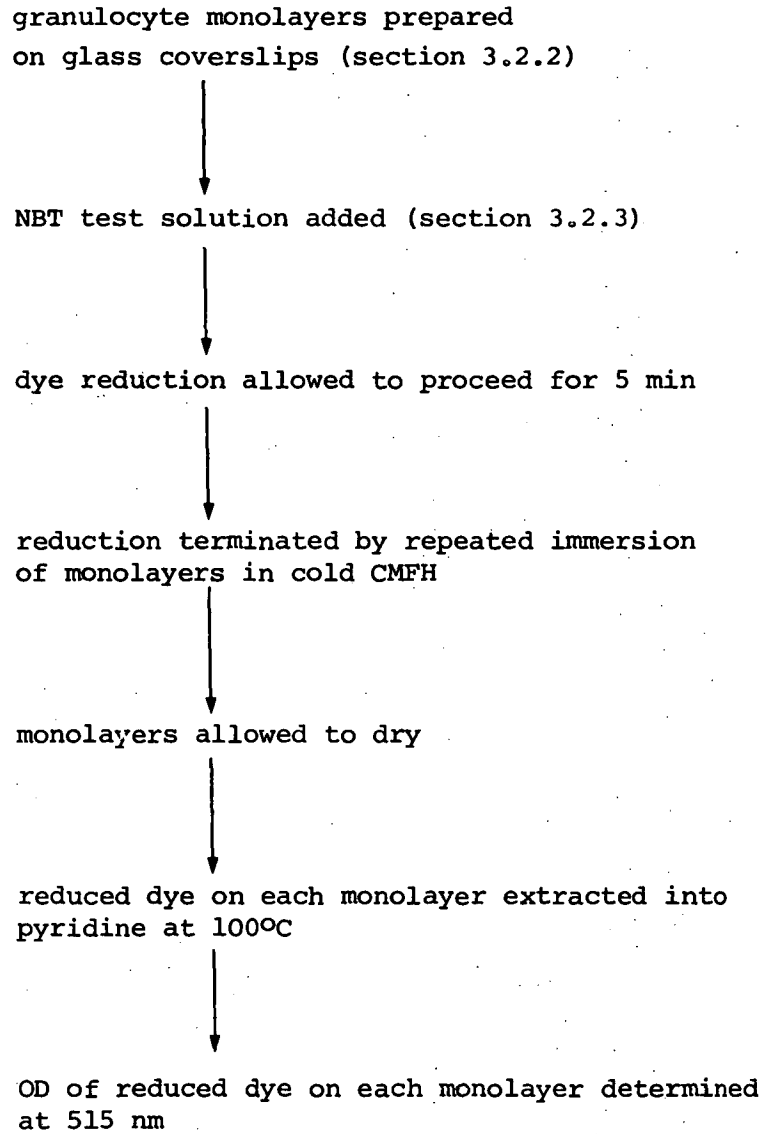 granulocyte monolayers prepared
on glass coverslips (section 3.2.2)
NBT test solution added (section 3.2.3)
dye reduction allowed to proceed for 5 min
reduction terminated by repeated immersion
of monolayers in cold CMFH
monolayers allowed to dry
reduced dye on each monolayer extracted into
pyridine at 100°C
OD of reduced dye on each monolayer determined
at 515 nm